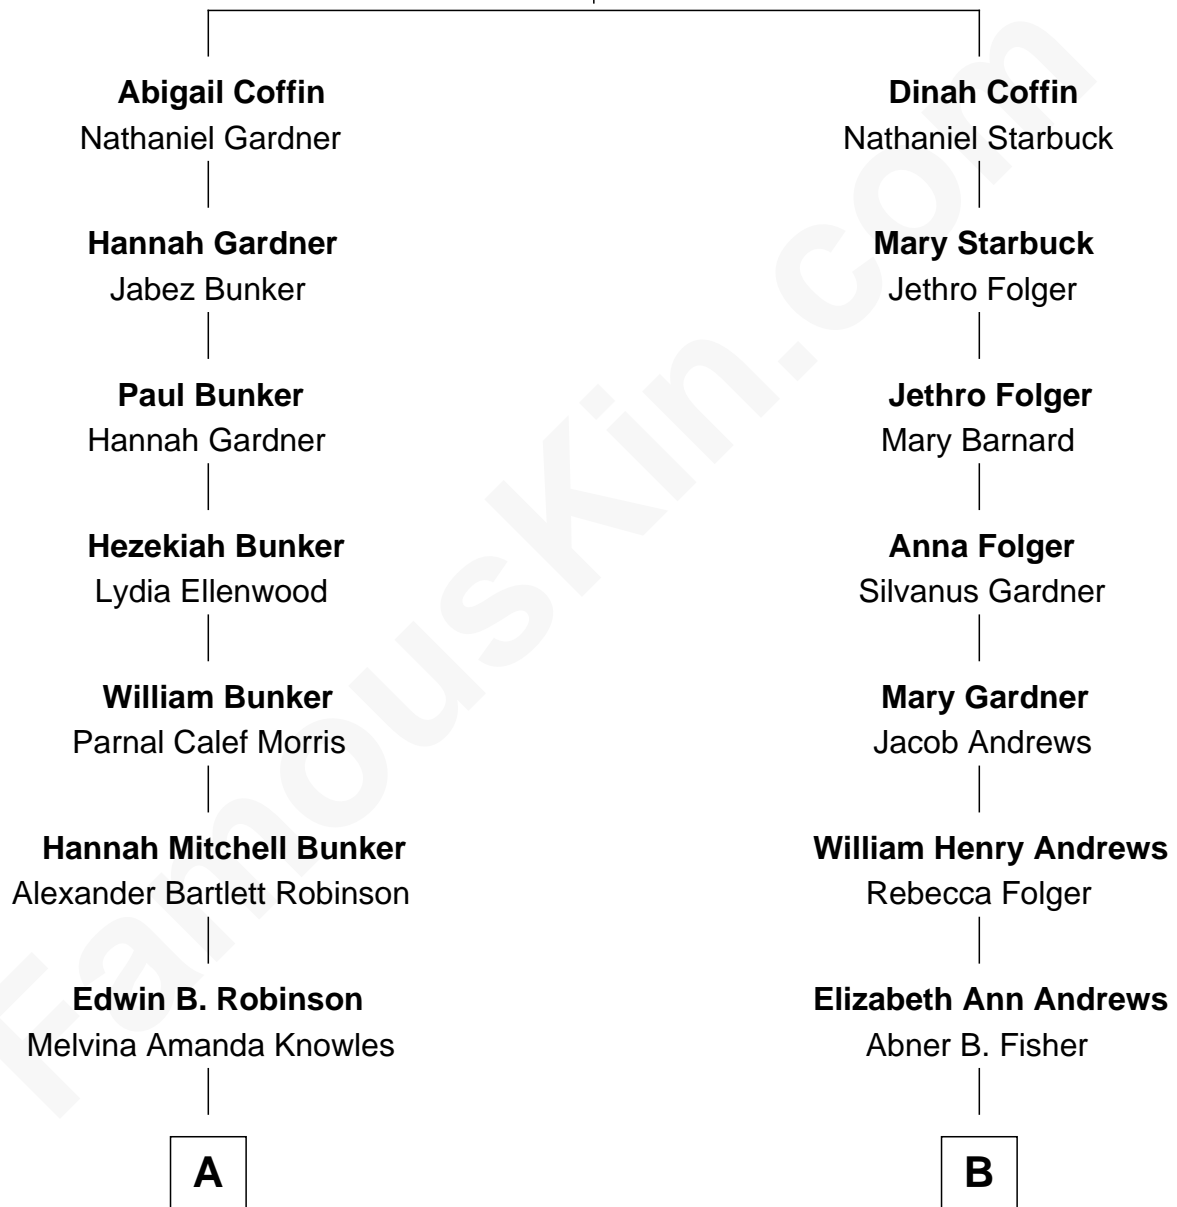 Abigail Coffin
Nathaniel Gardner
Hannah Gardner
Jabez Bunker
Paul Bunker
Hannah Gardner
Hezekiah Bunker
Lydia Ellenwood
William Bunker
Parnal Calef Morris
Hannah Mitchell Bunker
Alexander Bartlett Robinson
Edwin B. Robinson
Melvina Amanda Knowles
A
Dinah Coffin
Nathaniel Starbuck
Mary Starbuck
Jethro Folger
Jethro Folger
Mary Barnard
Anna Folger
Silvanus Gardner
Mary Gardner
Jacob Andrews
William Henry Andrews
Rebecca Folger
Elizabeth Ann Andrews
Abner B. Fisher
B
FamousKin.com